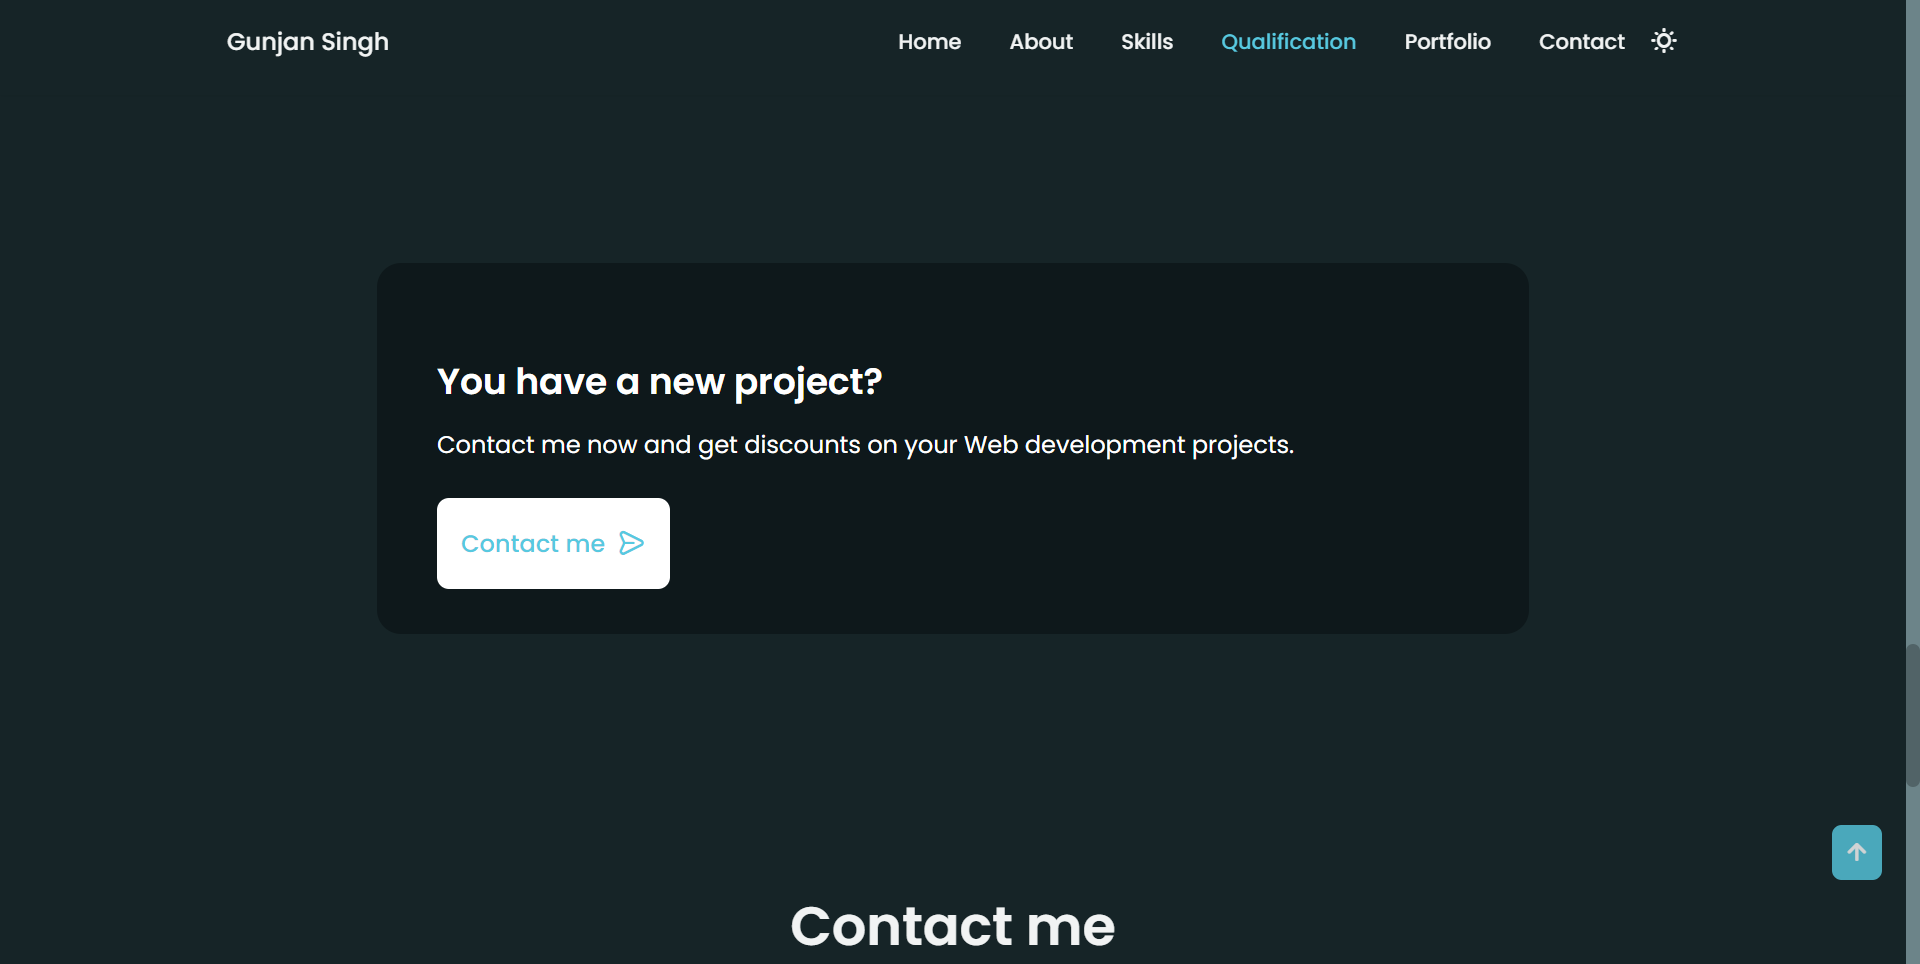 Gunjan Singh Home About Skills Qualification Portfolio Contact
You have a new project?
Contact me now and get discounts on your Web development projects.
Contact me
Contact me